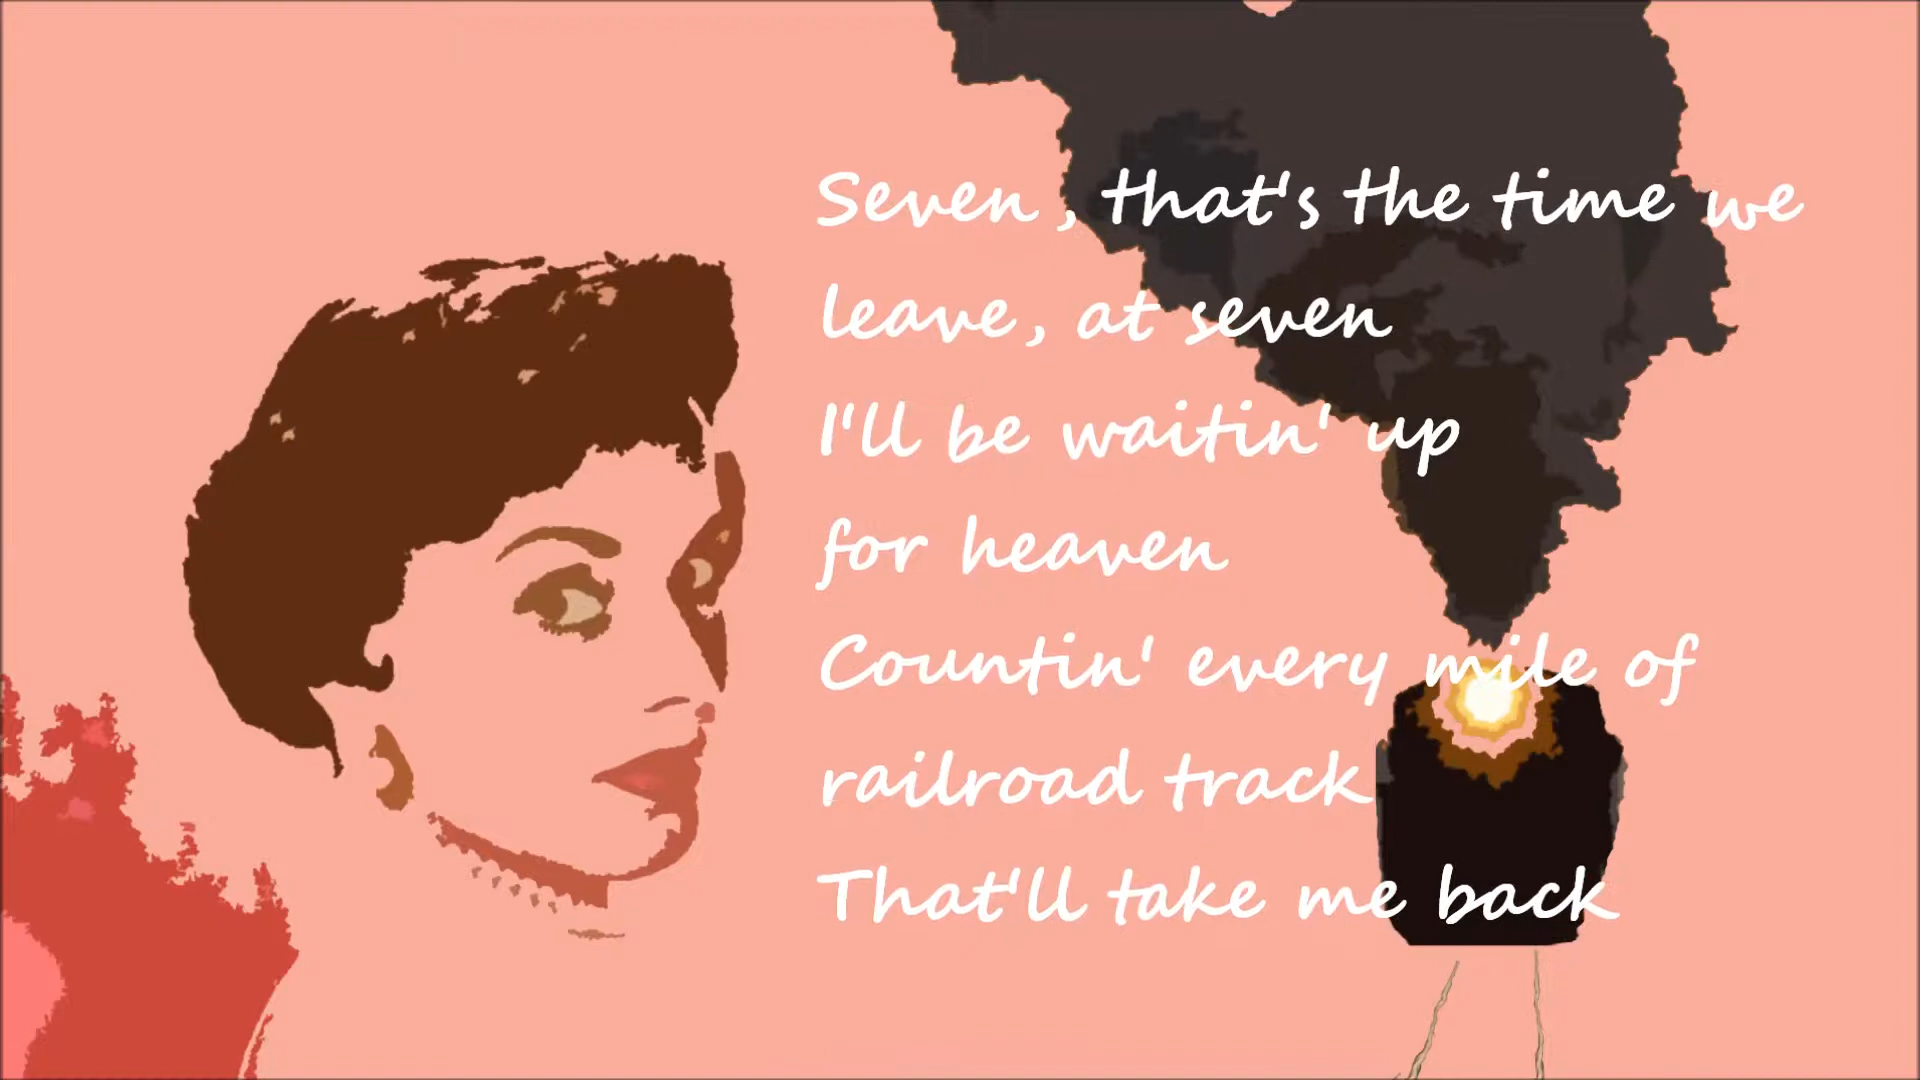 Seven, that's the time we
leave, at seven
I'll be waitin' up
for heaven
Countin' every mile of
railroad track
That'll take me back